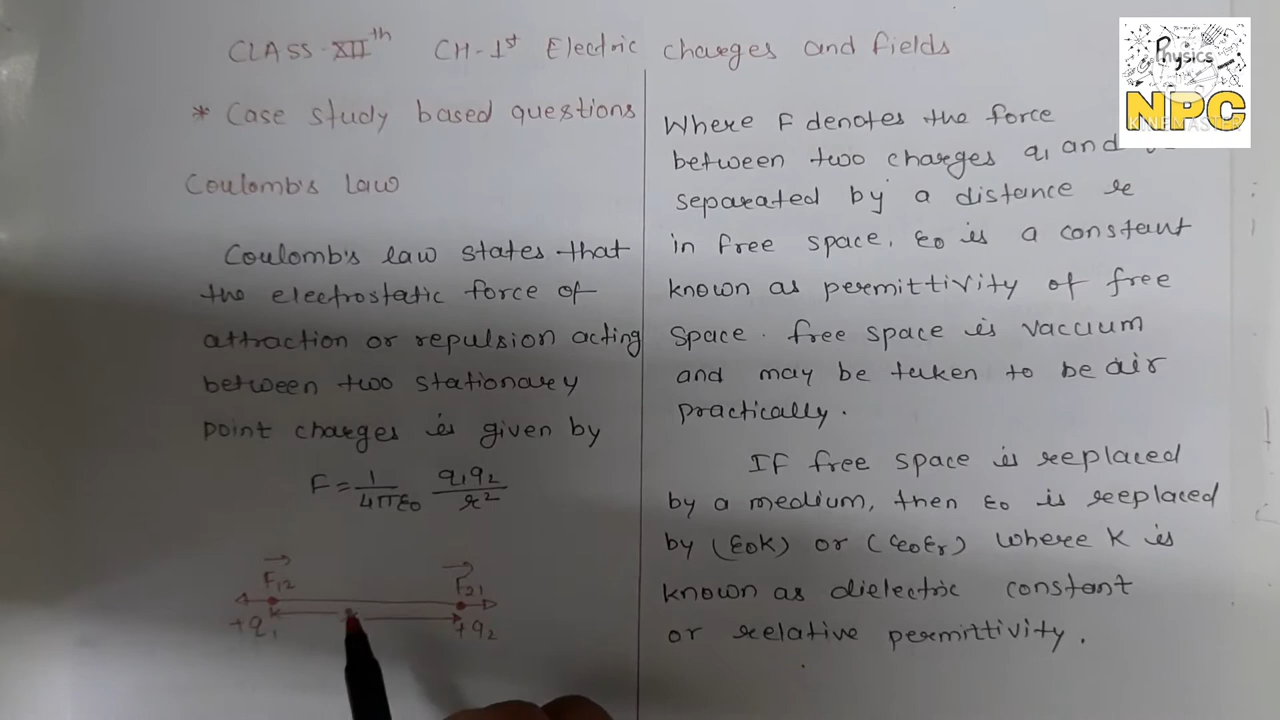 CLASS-XIIth CH-1st Electric charges and fields
* Case study based questions
Coulomb's law
Coulomb's law states that
the electrostatic force of
attraction or repulsion acting
between two stationary
point charges is given by
F = 1/4πε0 q1q2/r2
F12 F21
+q1 +q2
Where F denotes the force
between two charges q1 and
separated by a distance r
in free space, ε0 is a constant
known as permittivity of free
space. free space is vaccium
and may be taken to be air
practically.
If free space is replaced
by a medium, then ε0 is reeplaced
by (ε0K) or (ε0εr) where K is
known as dielectric constant
or relative permittivity.
Physics
NPC
KINEMASTER